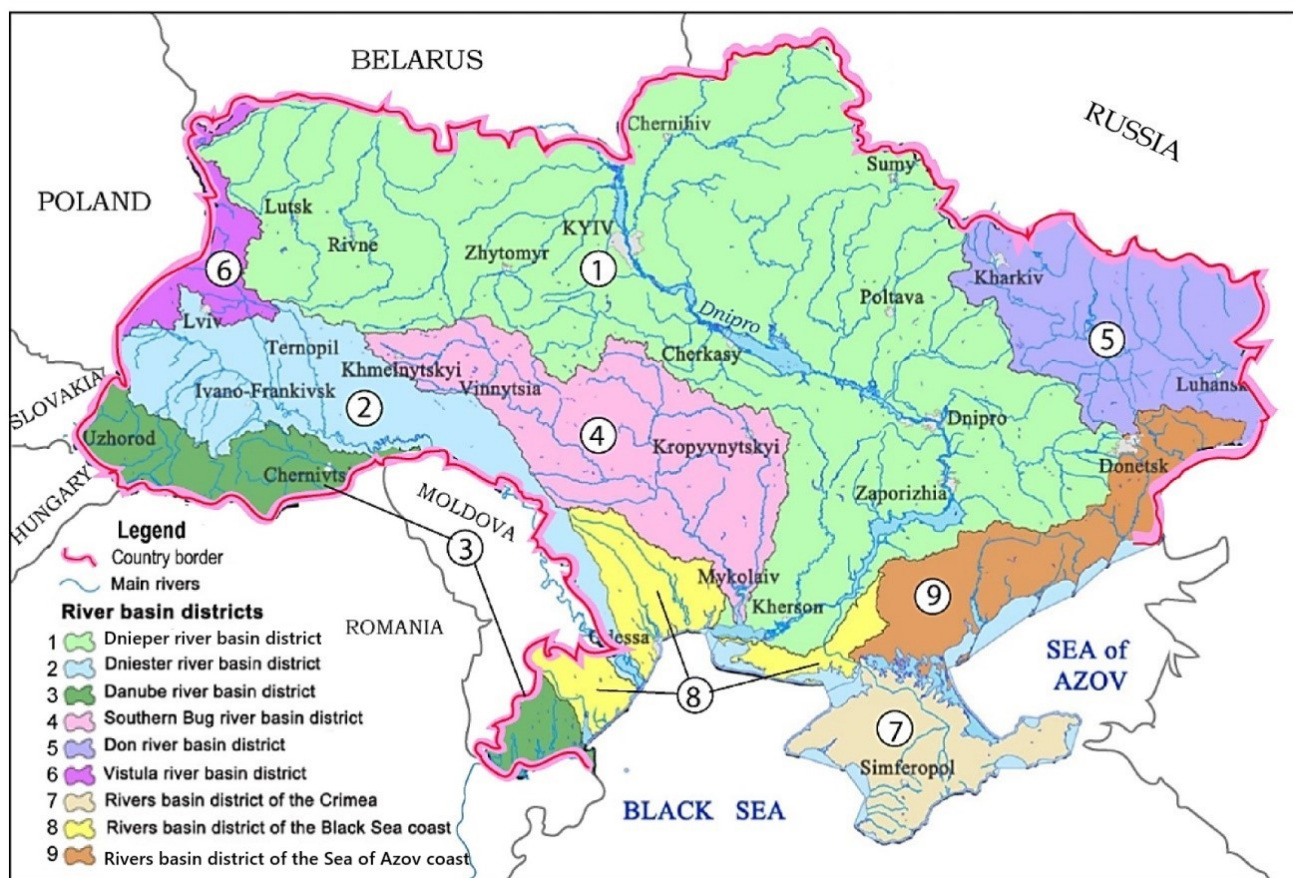 BELARUS
RUSSIA
POLAND
SLOVAKIA
HUNGARY
MOLDOVA
ROMANIA
Chernihiv
Sumy
Lutsk
Rivne
KYIV
Zhytomyr
1
6
Kharkiv
Poltava
Lviv
Dnipro
5
Ternopil
Cherkasy
Khmelnytskyi
Vinnytsia
Luhansk
Ivano-Frankivsk
2
Dnipro
Uzhorod
4
Kropyvnytskyi
Donetsk
Chernivts
Zaporizhia
3
Mykolaiv
Kherson
9
Odessa
SEA of
AZOV
8
7
Simferopol
BLACK SEA
Legend
Country border
Main rivers
River basin districts
1 Dnieper river basin district
2 Dniester river basin district
3 Danube river basin district
4 Southern Bug river basin district
5 Don river basin district
6 Vistula river basin district
7 Rivers basin district of the Crimea
8 Rivers basin district of the Black Sea coast
9 Rivers basin district of the Sea of Azov coast